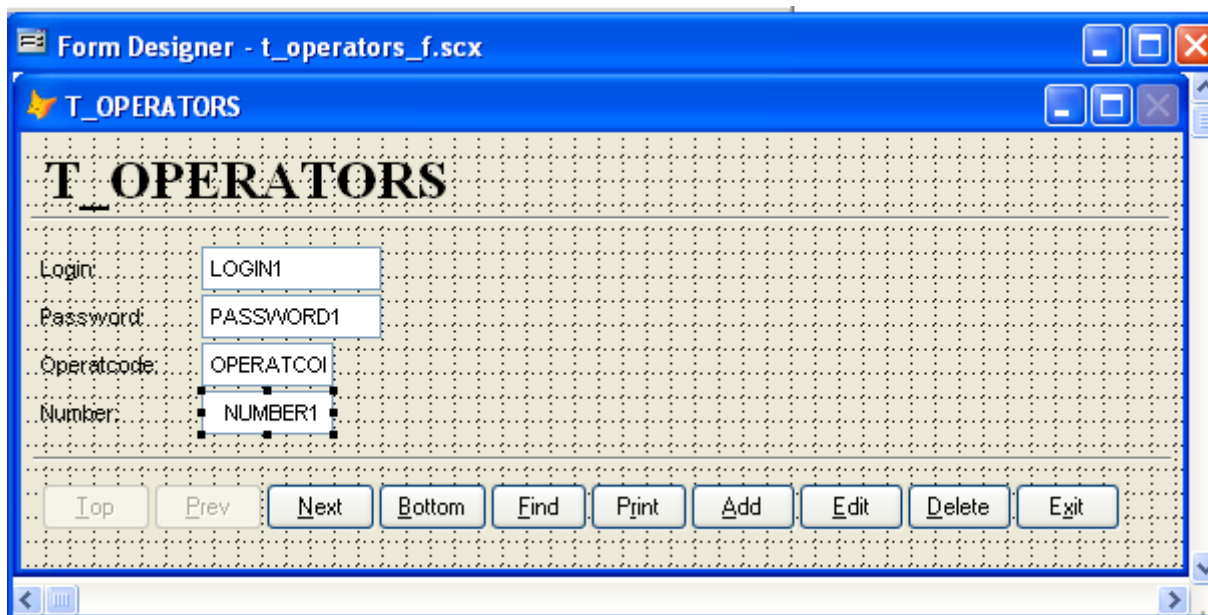 Form Designer - t_operators_f.scx
T_OPERATORS
T_OPERATORS
Login: LOGIN1
Password: PASSWORD1
Operatcode: OPERATCOI
Number: NUMBER1
Top Prev Next Bottom Find Print Add Edit Delete Exit